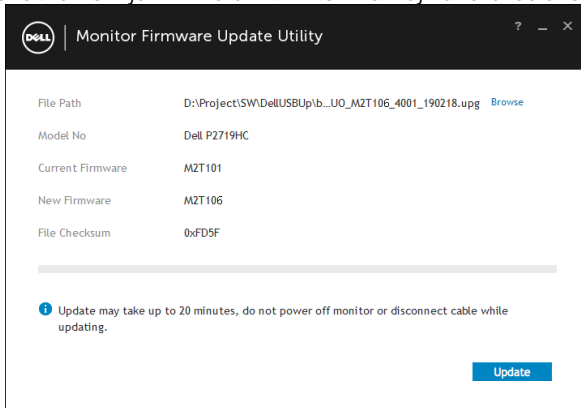 DELL Monitor Firmware Update Utility ? _ ×
File Path D:\Project\SW\DellUSBUp\b...UO_M2T106_4001_190218.upg Browse
Model No Dell P2719HC
Current Firmware M2T101
New Firmware M2T106
File Checksum 0xFD5F
Update may take up to 20 minutes, do not power off monitor or disconnect cable while
updating.
Update